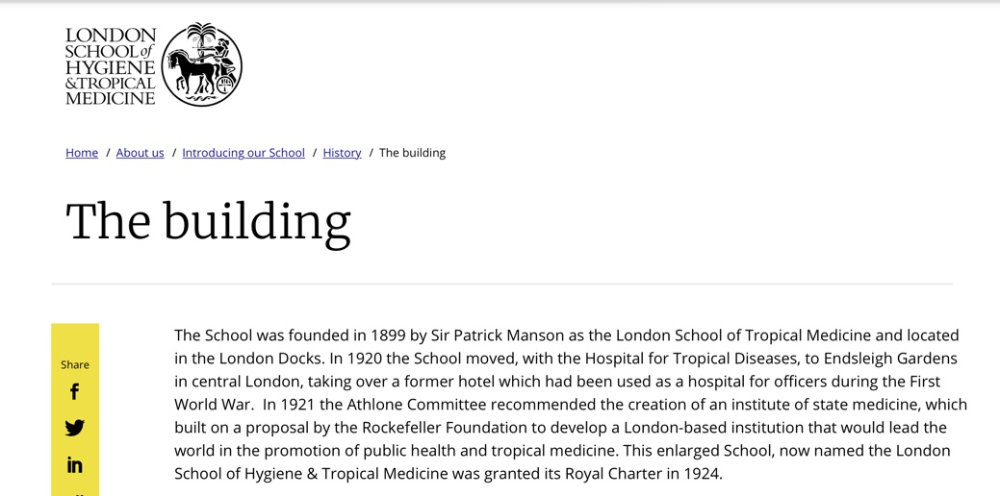 LONDON
SCHOOL of
HYGIENE
&TROPICAL
MEDICINE
Home / About us / Introducing our School / History / The building
The building
Share
The School was founded in 1899 by Sir Patrick Manson as the London School of Tropical Medicine and located
in the London Docks. In 1920 the School moved, with the Hospital for Tropical Diseases, to Endsleigh Gardens
in central London, taking over a former hotel which had been used as a hospital for officers during the First
World War.  In 1921 the Athlone Committee recommended the creation of an institute of state medicine, which
built on a proposal by the Rockefeller Foundation to develop a London-based institution that would lead the
world in the promotion of public health and tropical medicine. This enlarged School, now named the London
School of Hygiene & Tropical Medicine was granted its Royal Charter in 1924.